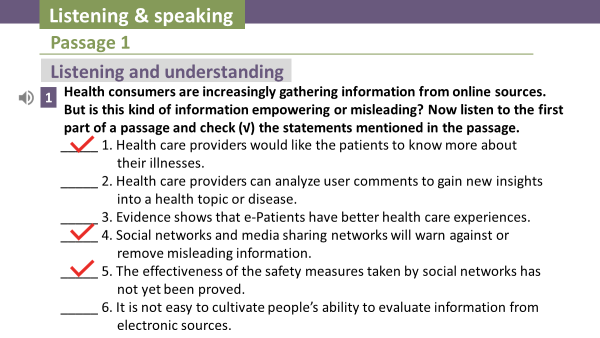 Listening & speaking
Passage 1
Listening and understanding
1 Health consumers are increasingly gathering information from online sources.
But is this kind of information empowering or misleading? Now listen to the first
part of a passage and check (√) the statements mentioned in the passage.
_____ 1. Health care providers would like the patients to know more about
their illnesses.
_____ 2. Health care providers can analyze user comments to gain new insights
into a health topic or disease.
_____ 3. Evidence shows that e-Patients have better health care experiences.
_____ 4. Social networks and media sharing networks will warn against or
remove misleading information.
_____ 5. The effectiveness of the safety measures taken by social networks has
not yet been proved.
_____ 6. It is not easy to cultivate people’s ability to evaluate information from
electronic sources.